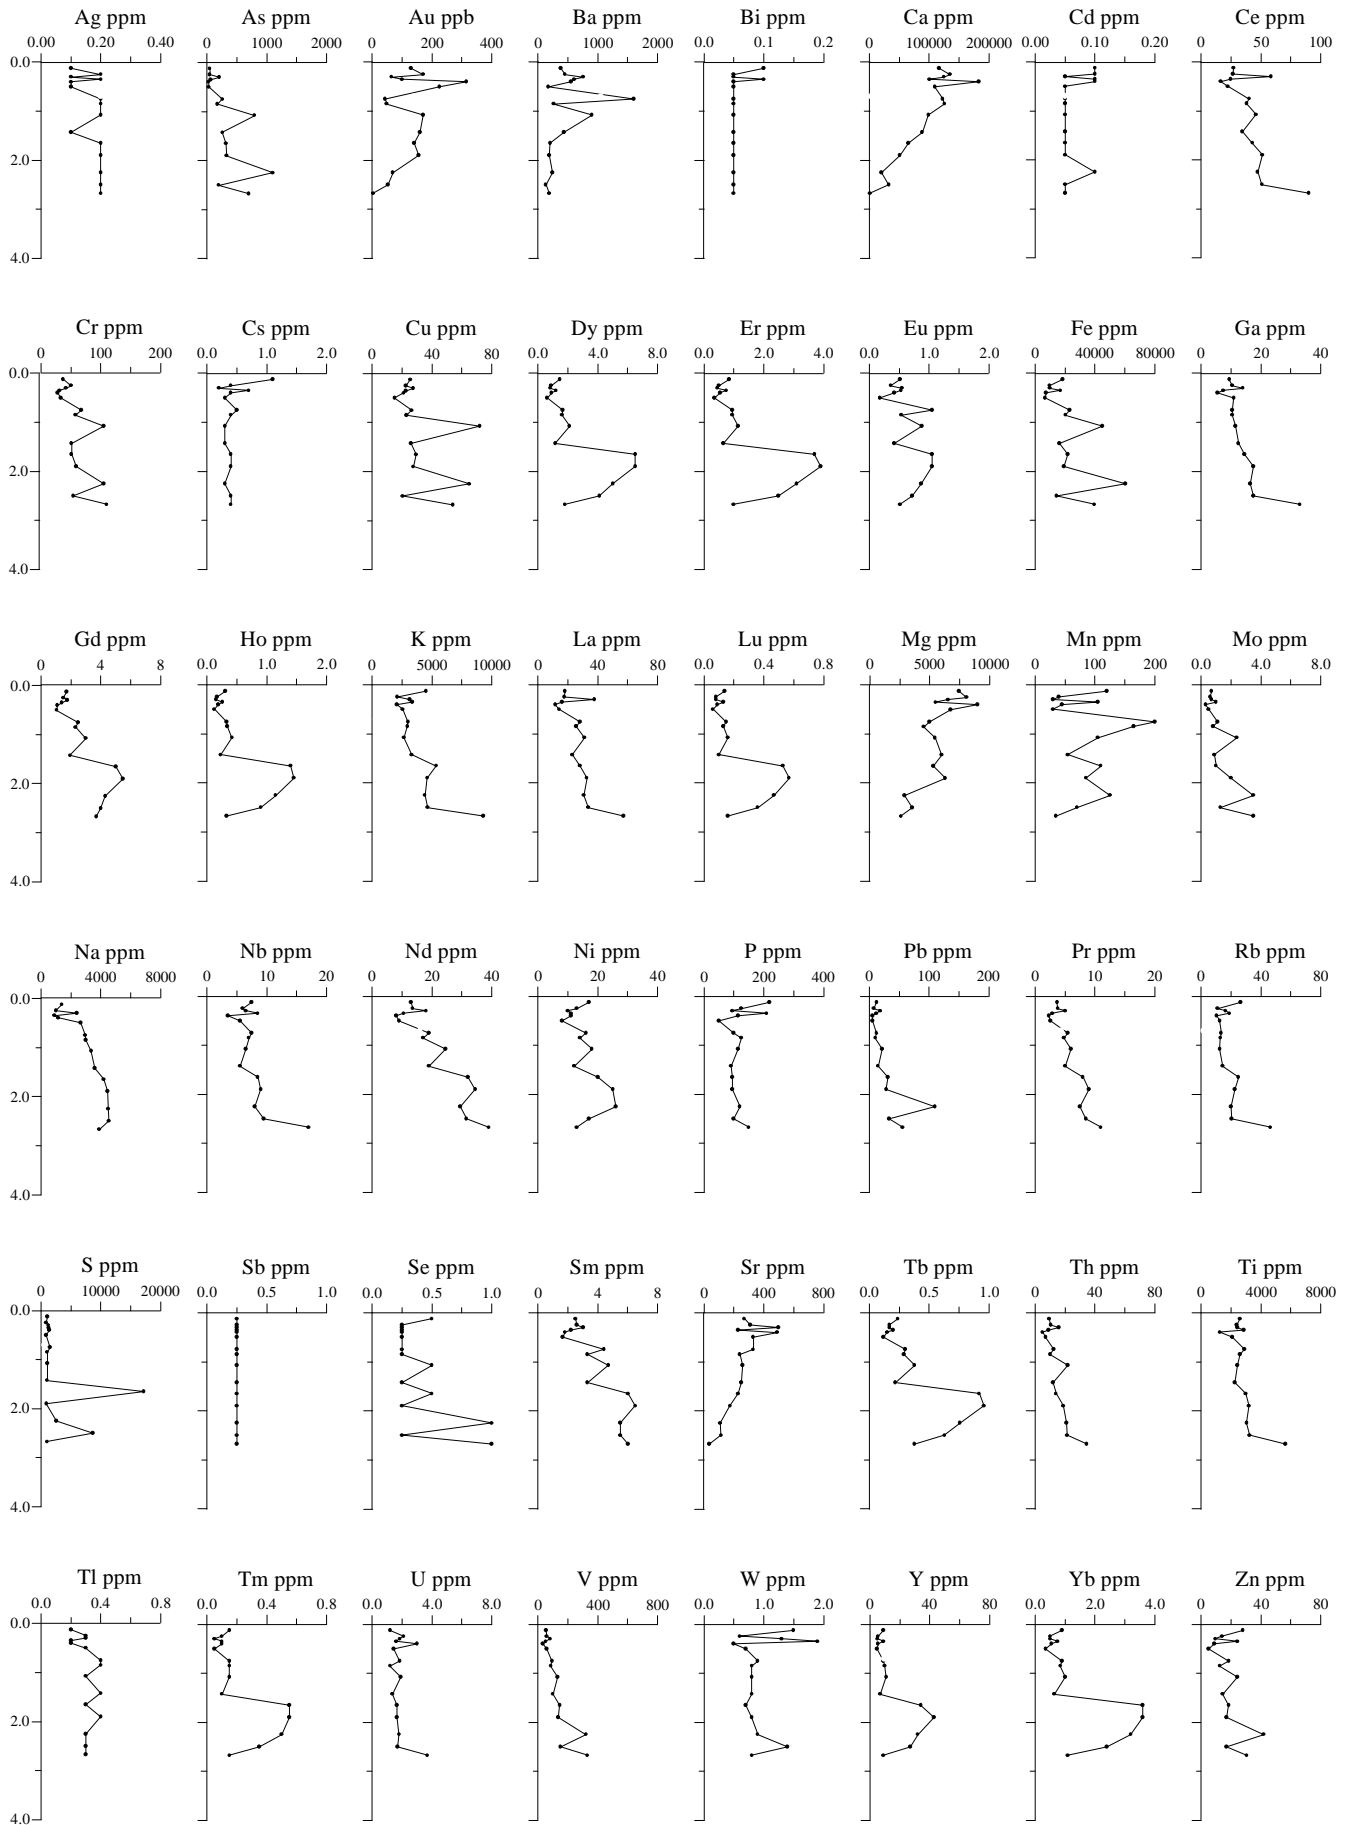 Ag ppm As ppm Au ppb Ba ppm Bi ppm Ca ppm Cd ppm Ce ppm
0.00 0.20 0.40 0 1000 2000 0 200 400 0 1000 2000 0.0 0.1 0.2 0 100000 200000 0.00 0.10 0.20 0 50 100
0.0
2.0
4.0
Cr ppm Cs ppm Cu ppm Dy ppm Er ppm Eu ppm Fe ppm Ga ppm
0 100 200 0.0 1.0 2.0 0 40 80 0.0 4.0 8.0 0.0 2.0 4.0 0.0 1.0 2.0 0 40000 80000 0 20 40
0.0
2.0
4.0
Gd ppm Ho ppm K ppm La ppm Lu ppm Mg ppm Mn ppm Mo ppm
0 4 8 0.0 1.0 2.0 0 5000 10000 0 40 80 0.0 0.4 0.8 0 5000 10000 0 100 200 0.0 4.0 8.0
0.0
2.0
4.0
Na ppm Nb ppm Nd ppm Ni ppm P ppm Pb ppm Pr ppm Rb ppm
0 4000 8000 0 10 20 0 20 40 0 20 40 0 200 400 0 100 200 0 10 20 0 40 80
0.0
2.0
4.0
S ppm Sb ppm Se ppm Sm ppm Sr ppm Tb ppm Th ppm Ti ppm
0 10000 20000 0.0 0.5 1.0 0.0 0.5 1.0 0 4 8 0 400 800 0.0 0.5 1.0 0 40 80 0 4000 8000
0.0
2.0
4.0
Tl ppm Tm ppm U ppm V ppm W ppm Y ppm Yb ppm Zn ppm
0.0 0.4 0.8 0.0 0.4 0.8 0.0 4.0 8.0 0 400 800 0.0 1.0 2.0 0 40 80 0.0 2.0 4.0 0 40 80
0.0
2.0
4.0